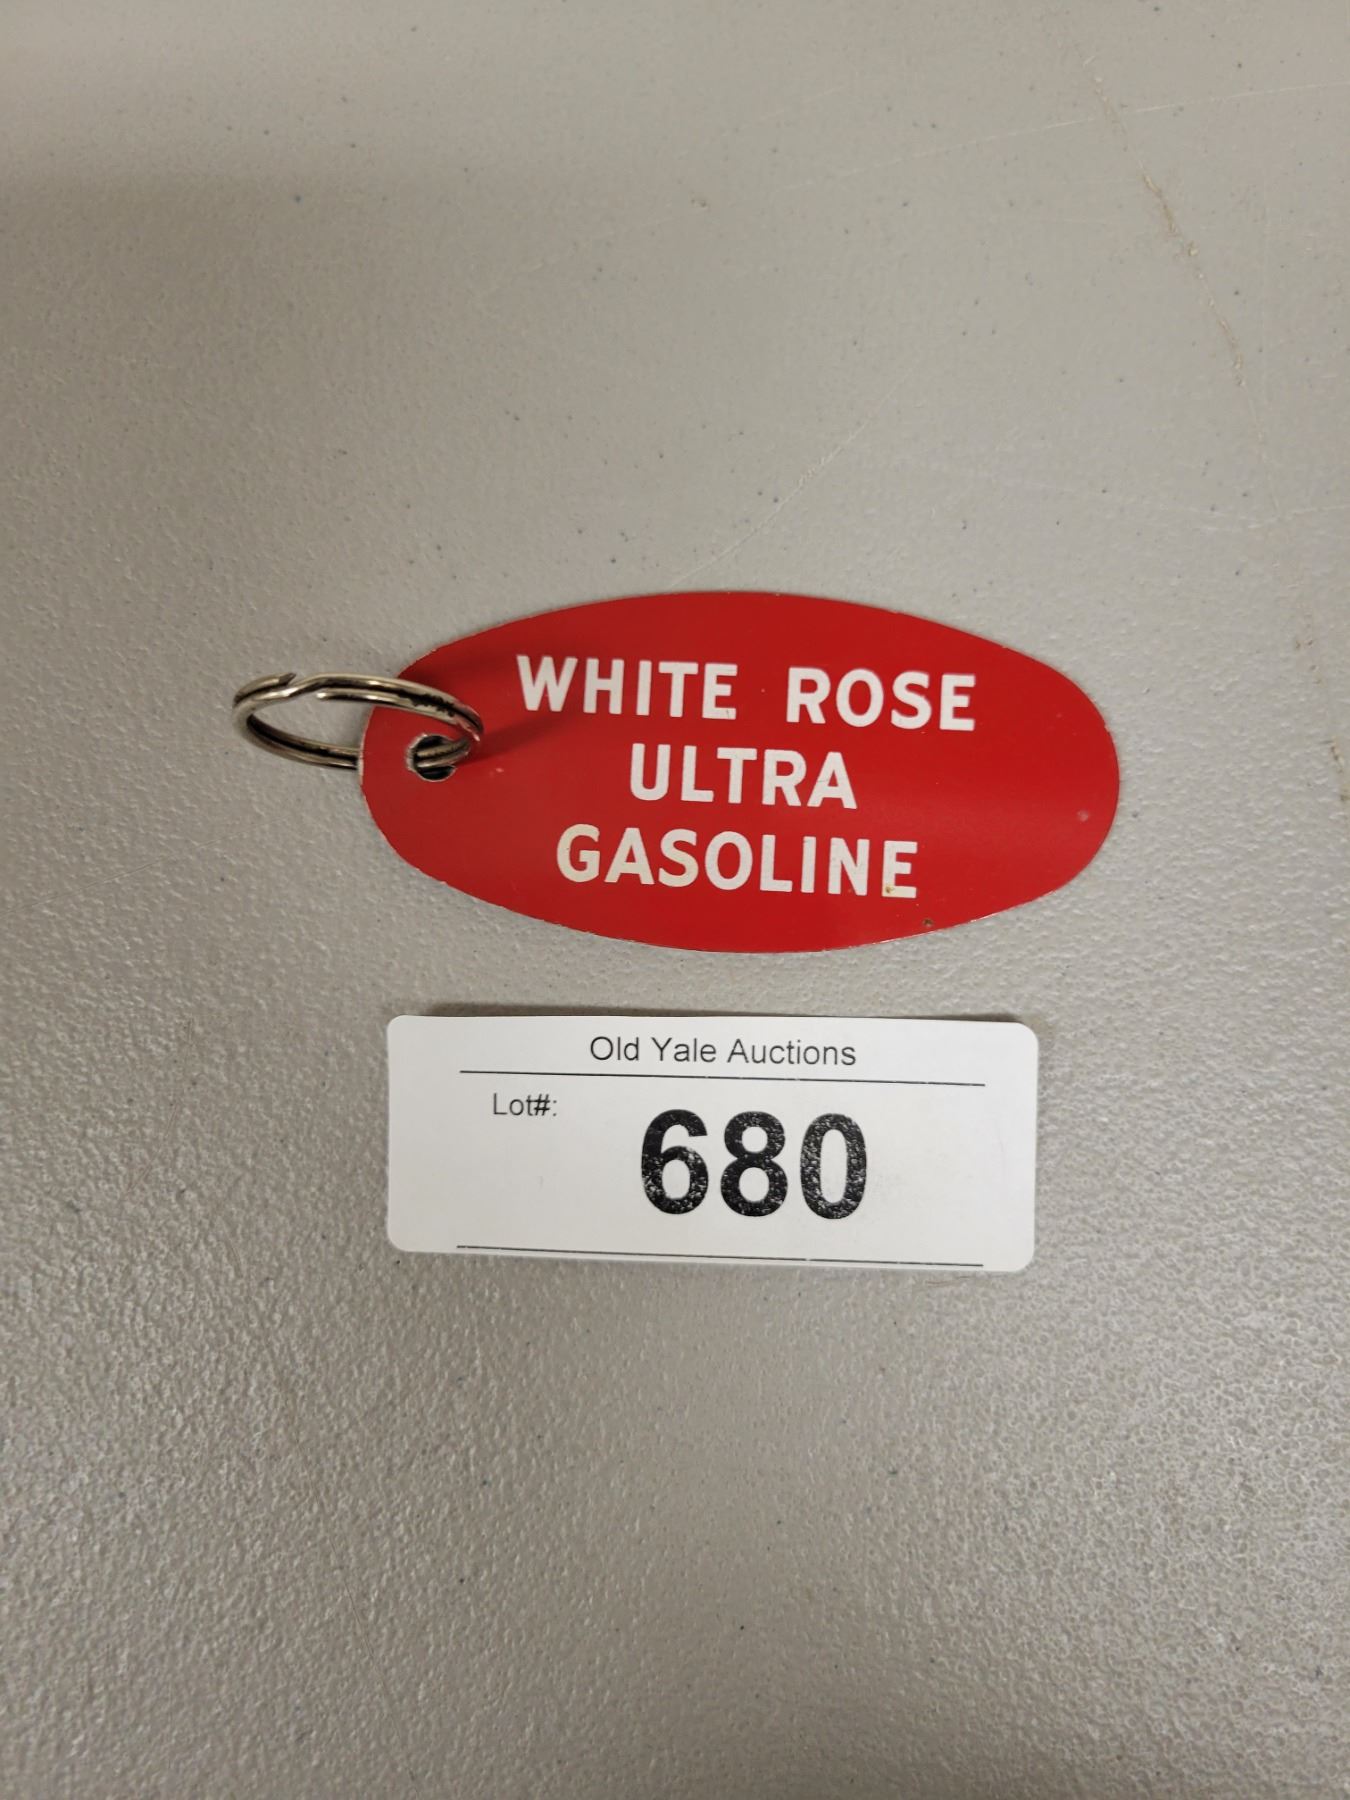 WHITE ROSE
ULTRA
GASOLINE
Old Yale Auctions
Lot#:
680